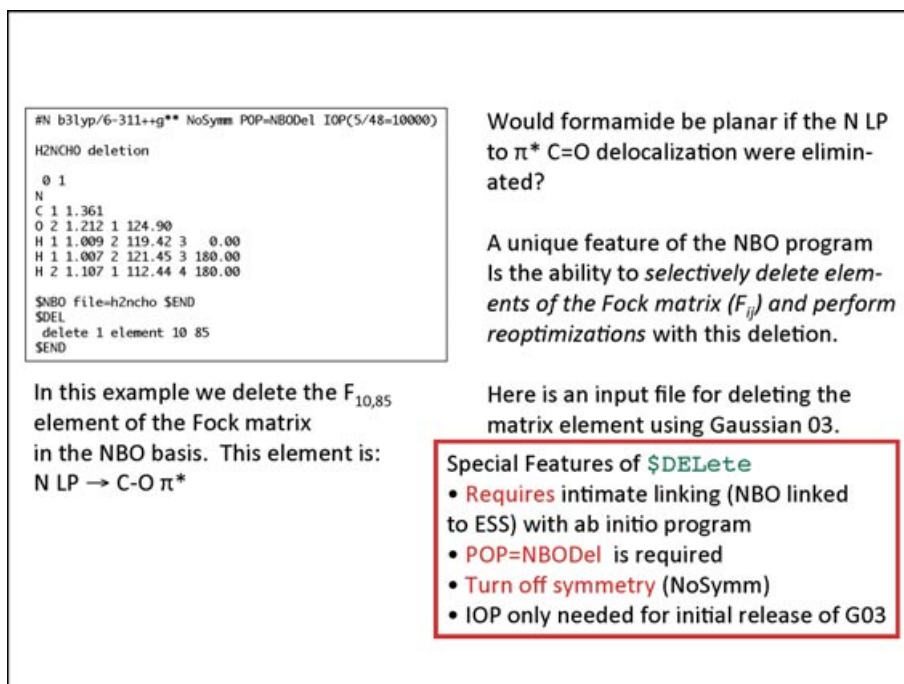 #N b3lyp/6-311++g** NoSymm POP=NBODel IOP(5/48=10000)
H2NCHO deletion
0 1
N
C 1 1.361
O 2 1.212 1 124.90
H 1 1.009 2 119.42 3 0.00
H 1 1.007 2 121.45 3 180.00
H 2 1.107 1 112.44 4 180.00
$NBO file=h2ncho $END
$DEL
delete 1 element 10 85
$END
In this example we delete the F10,85
element of the Fock matrix
in the NBO basis. This element is:
N LP → C-O π*
Would formamide be planar if the N LP
to π* C=O delocalization were elimin-
ated?
A unique feature of the NBO program
Is the ability to selectively delete elem-
ents of the Fock matrix (Fij) and perform
reoptimizations with this deletion.
Here is an input file for deleting the
matrix element using Gaussian 03.
Special Features of $DELete
• Requires intimate linking (NBO linked
to ESS) with ab initio program
• POP=NBODel is required
• Turn off symmetry (NoSymm)
• IOP only needed for initial release of G03